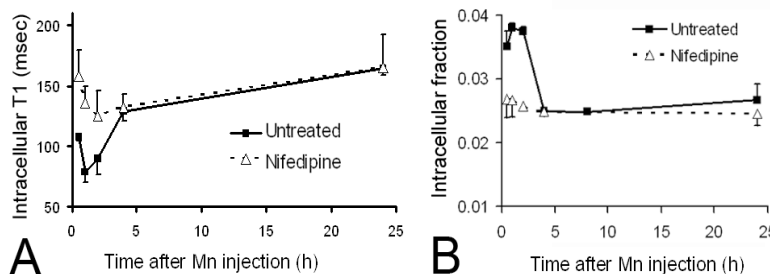 Intracellular T1 (msec)
200
150
100
50
0 5 10 15 20 25
Untreated
Nifedipine
Time after Mn injection (h)
A
Intracellular fraction
0.04
0.03
0.02
0.01
0 5 10 15 20 25
Untreated
Nifedipine
Time after Mn injection (h)
B